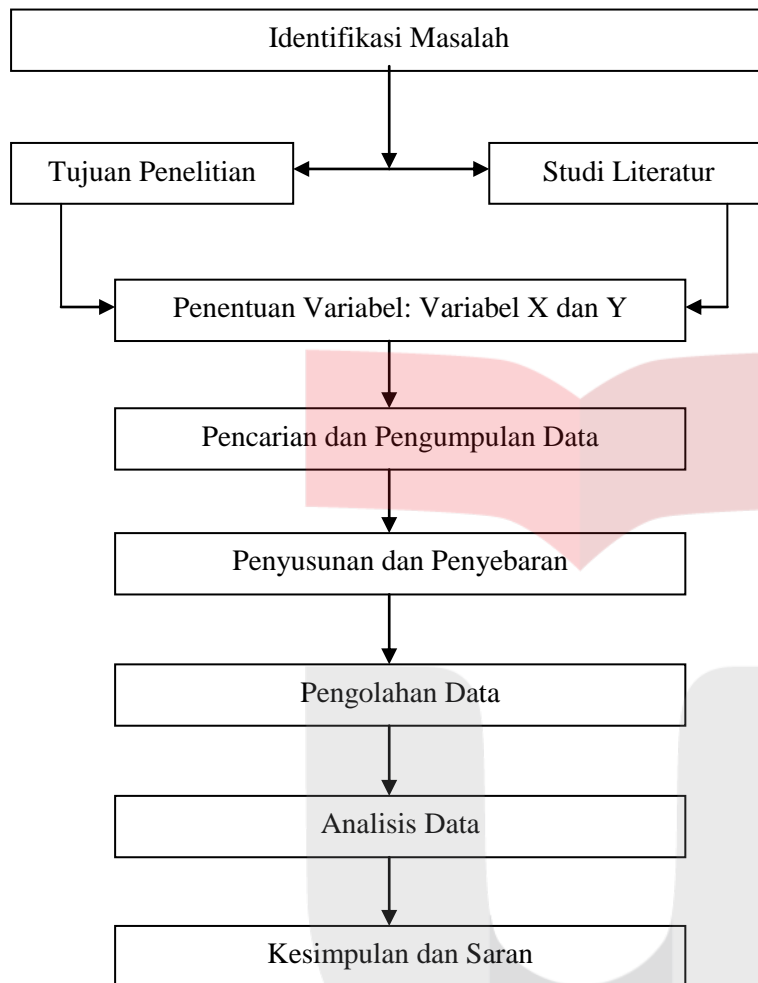 Identifikasi Masalah
Tujuan Penelitian
Studi Literatur
Penentuan Variabel: Variabel X dan Y
Pencarian dan Pengumpulan Data
Penyusunan dan Penyebaran
Pengolahan Data
Analisis Data
Kesimpulan dan Saran